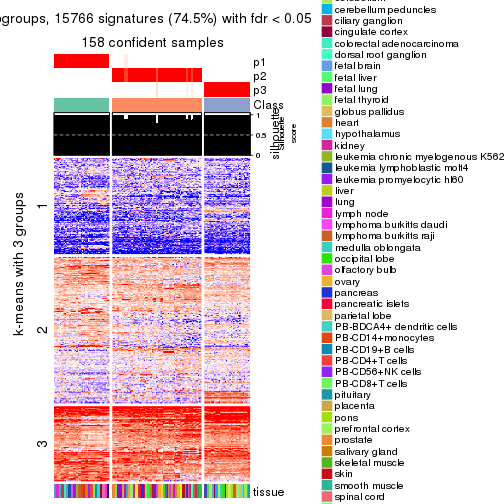 ogroups, 15766 signatures (74.5%) with fdr < 0.05
158 confident samples
p1
p2
p3
Class
1
0.5
0
silhouette
score
k-means with 3 groups
1
2
3
tissue
cerebellum peduncles
ciliary ganglion
cingulate cortex
colorectal adenocarcinoma
dorsal root ganglion
fetal brain
fetal liver
fetal lung
fetal thyroid
globus pallidus
heart
hypothalamus
kidney
leukemia chronic myelogenous K562
leukemia lymphoblastic molt4
leukemia promyelocytic hl60
liver
lung
lymph node
lymphoma burkitts daudi
lymphoma burkitts raji
medulla oblongata
occipital lobe
olfactory bulb
ovary
pancreas
pancreatic islets
parietal lobe
PB-BDCA4+ dendritic cells
PB-CD14+monocytes
PB-CD19+B cells
PB-CD4+T cells
PB-CD56+NK cells
PB-CD8+T cells
pituitary
placenta
pons
prefrontal cortex
prostate
salivary gland
skeletal muscle
skin
smooth muscle
spinal cord